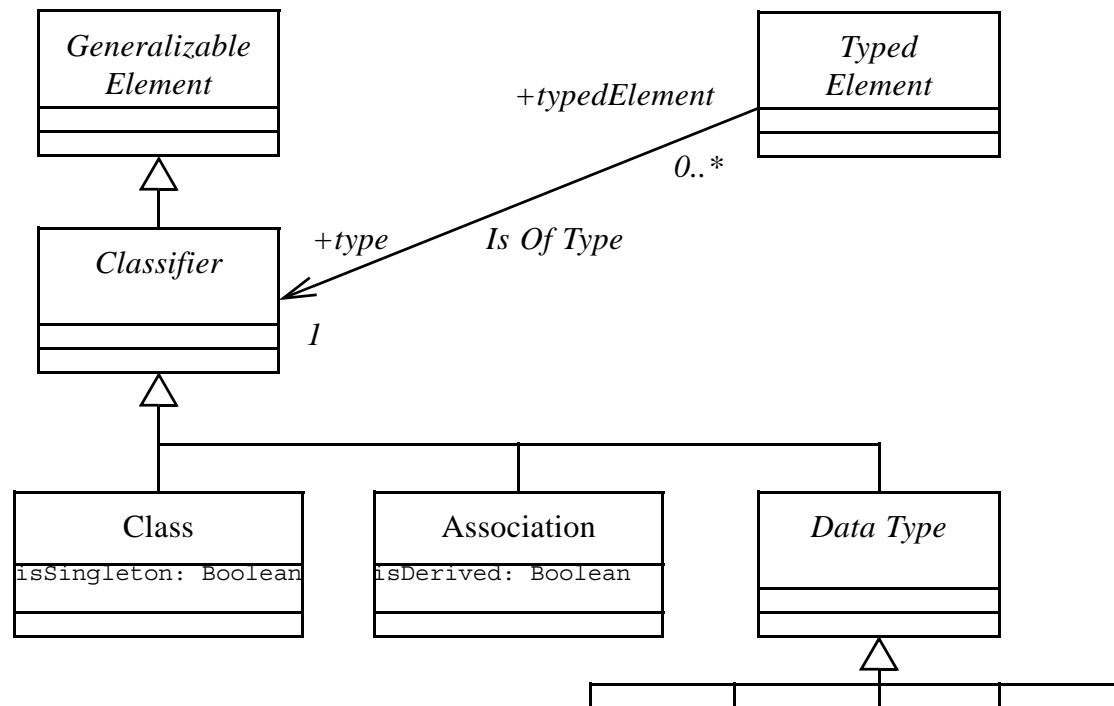 Generalizable
Element
Typed
Element
+typedElement
0..*
+type
Is Of Type
Classifier
1
Class
Association
Data Type
isSingleton: Boolean
isDerived: Boolean